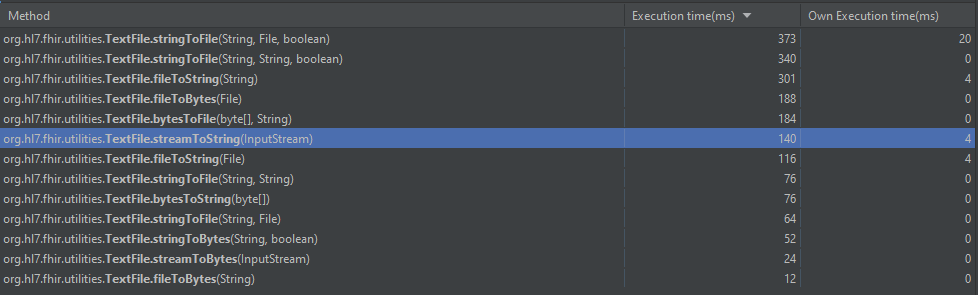 Method Execution time(ms) Own Execution time(ms)
org.hl7.fhir.utilities.TextFile.stringToFile(String, File, boolean) 373 20
org.hl7.fhir.utilities.TextFile.stringToFile(String, String, boolean) 340 0
org.hl7.fhir.utilities.TextFile.fileToString(String) 301 4
org.hl7.fhir.utilities.TextFile.fileToBytes(File) 188 0
org.hl7.fhir.utilities.TextFile.bytesToFile(byte[], String) 184 0
org.hl7.fhir.utilities.TextFile.streamToString(InputStream) 140 4
org.hl7.fhir.utilities.TextFile.fileToString(File) 116 4
org.hl7.fhir.utilities.TextFile.stringToFile(String, String) 76 0
org.hl7.fhir.utilities.TextFile.bytesToString(byte[]) 76 0
org.hl7.fhir.utilities.TextFile.stringToFile(String, File) 64 0
org.hl7.fhir.utilities.TextFile.stringToBytes(String, boolean) 52 0
org.hl7.fhir.utilities.TextFile.streamToBytes(InputStream) 24 0
org.hl7.fhir.utilities.TextFile.fileToBytes(String) 12 0